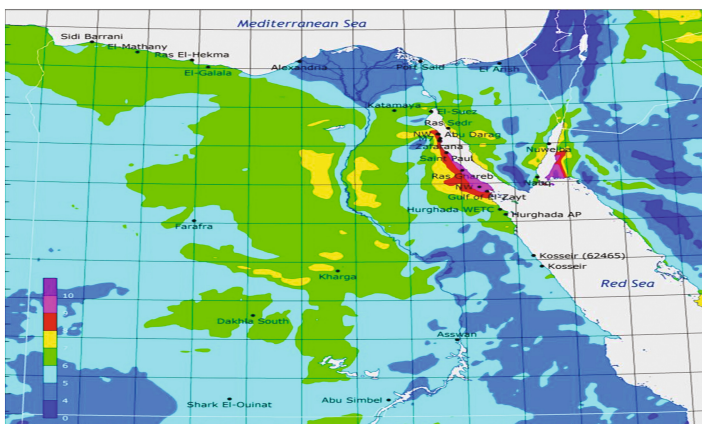 Mediterranean Sea
Sidi Barrani
El-Mathany
Ras El-Hekma
El-Galala
Alexandria
Port Said
El Arish
Katamaya
El-Suez
Ras Sedr
NW
Abu Darag
Zafarana
Saint Paul
Nuweiba
Ras Ghareb
NW
Nabq
Gulf of El-Zayt
Hurghada WETC
Hurghada AP
Farafra
Kosseir (62465)
Kosseir
Kharga
Red Sea
Dakhla South
Asswan
Shark El-Ouinat
Abu Simbel
10
6
5
4
0